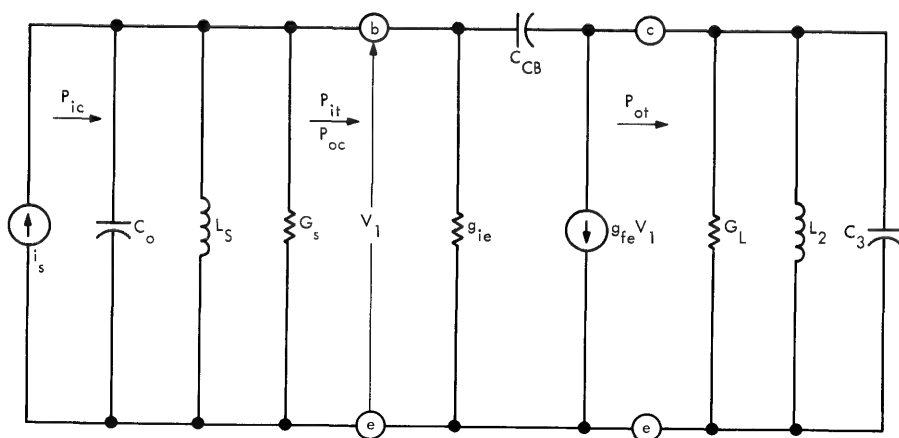 b
c
C_CB
P_ic
P_it
P_oc
P_ot
i_s
C_o
L_S
G_s
V_1
g_ie
g_fe V_1
G_L
L_2
C_3
e
e